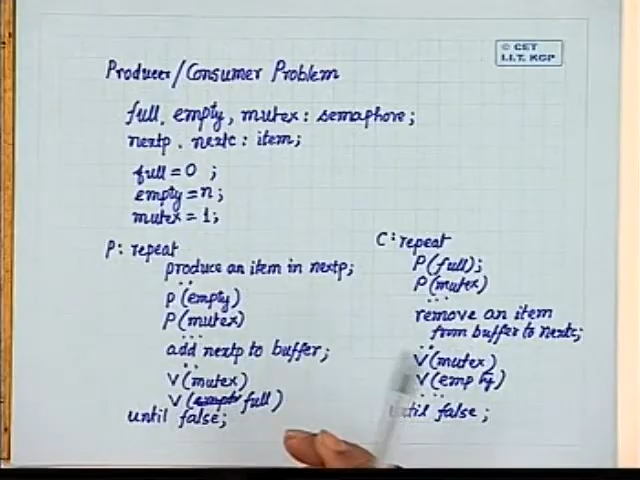 © CET
I.I.T. KGP
Producer/Consumer Problem
full, empty, mutex : semaphore;
nextp, nextc : item;
full = 0 ;
empty = n ;
mutex = 1 ;
P : repeat
produce an item in nextp;
...
P (empty)
P (mutex)
...
add nextp to buffer;
...
V (mutex)
V (full)
until false;
C : repeat
P (full);
P (mutex)
...
remove an item
from buffer to nextc;
...
V (mutex)
V (empty)
...
until false ;